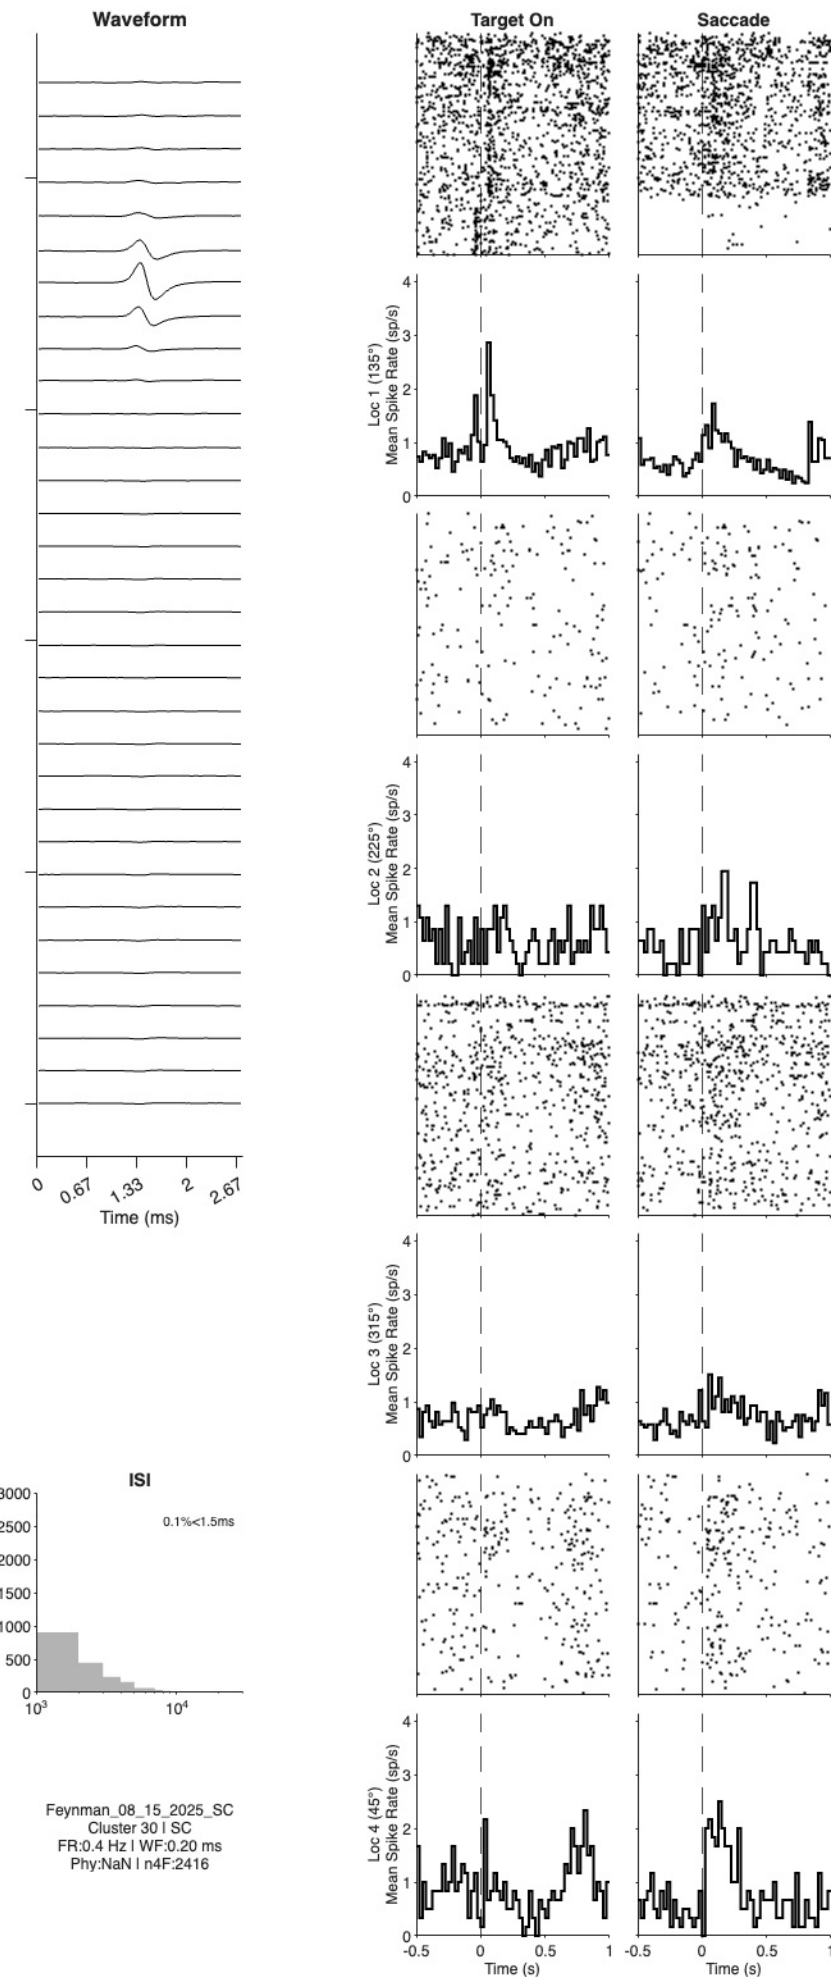 Waveform
0
0.67
1.33
2
2.67
Time (ms)
ISI
3000
2500
2000
1500
1000
500
0
0.1%<1.5ms
10³
10⁴
Feynman_08_15_2025_SC
Cluster 30 | SC
FR:0.4 Hz | WF:0.20 ms
Phy:NaN | n4F:2416
Target On
Saccade
Loc 1 (135°)
Mean Spike Rate (sp/s)
4
3
2
1
0
Loc 2 (225°)
Mean Spike Rate (sp/s)
4
3
2
1
0
Loc 3 (315°)
Mean Spike Rate (sp/s)
4
3
2
1
0
Loc 4 (45°)
Mean Spike Rate (sp/s)
4
3
2
1
0
-0.5
0
0.5
1
Time (s)
-0.5
0
0.5
1
Time (s)